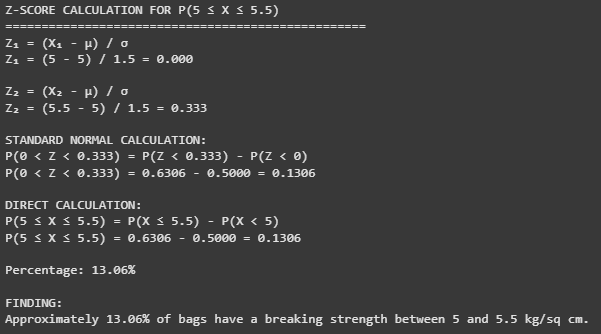 Z-SCORE CALCULATION FOR P(5 ≤ X ≤ 5.5)
==================================================
Z₁ = (X₁ - μ) / σ
Z₁ = (5 - 5) / 1.5 = 0.000
Z₂ = (X₂ - μ) / σ
Z₂ = (5.5 - 5) / 1.5 = 0.333
STANDARD NORMAL CALCULATION:
P(0 < Z < 0.333) = P(Z < 0.333) - P(Z < 0)
P(0 < Z < 0.333) = 0.6306 - 0.5000 = 0.1306
DIRECT CALCULATION:
P(5 ≤ X ≤ 5.5) = P(X ≤ 5.5) - P(X < 5)
P(5 ≤ X ≤ 5.5) = 0.6306 - 0.5000 = 0.1306
Percentage: 13.06%
FINDING:
Approximately 13.06% of bags have a breaking strength between 5 and 5.5 kg/sq cm.